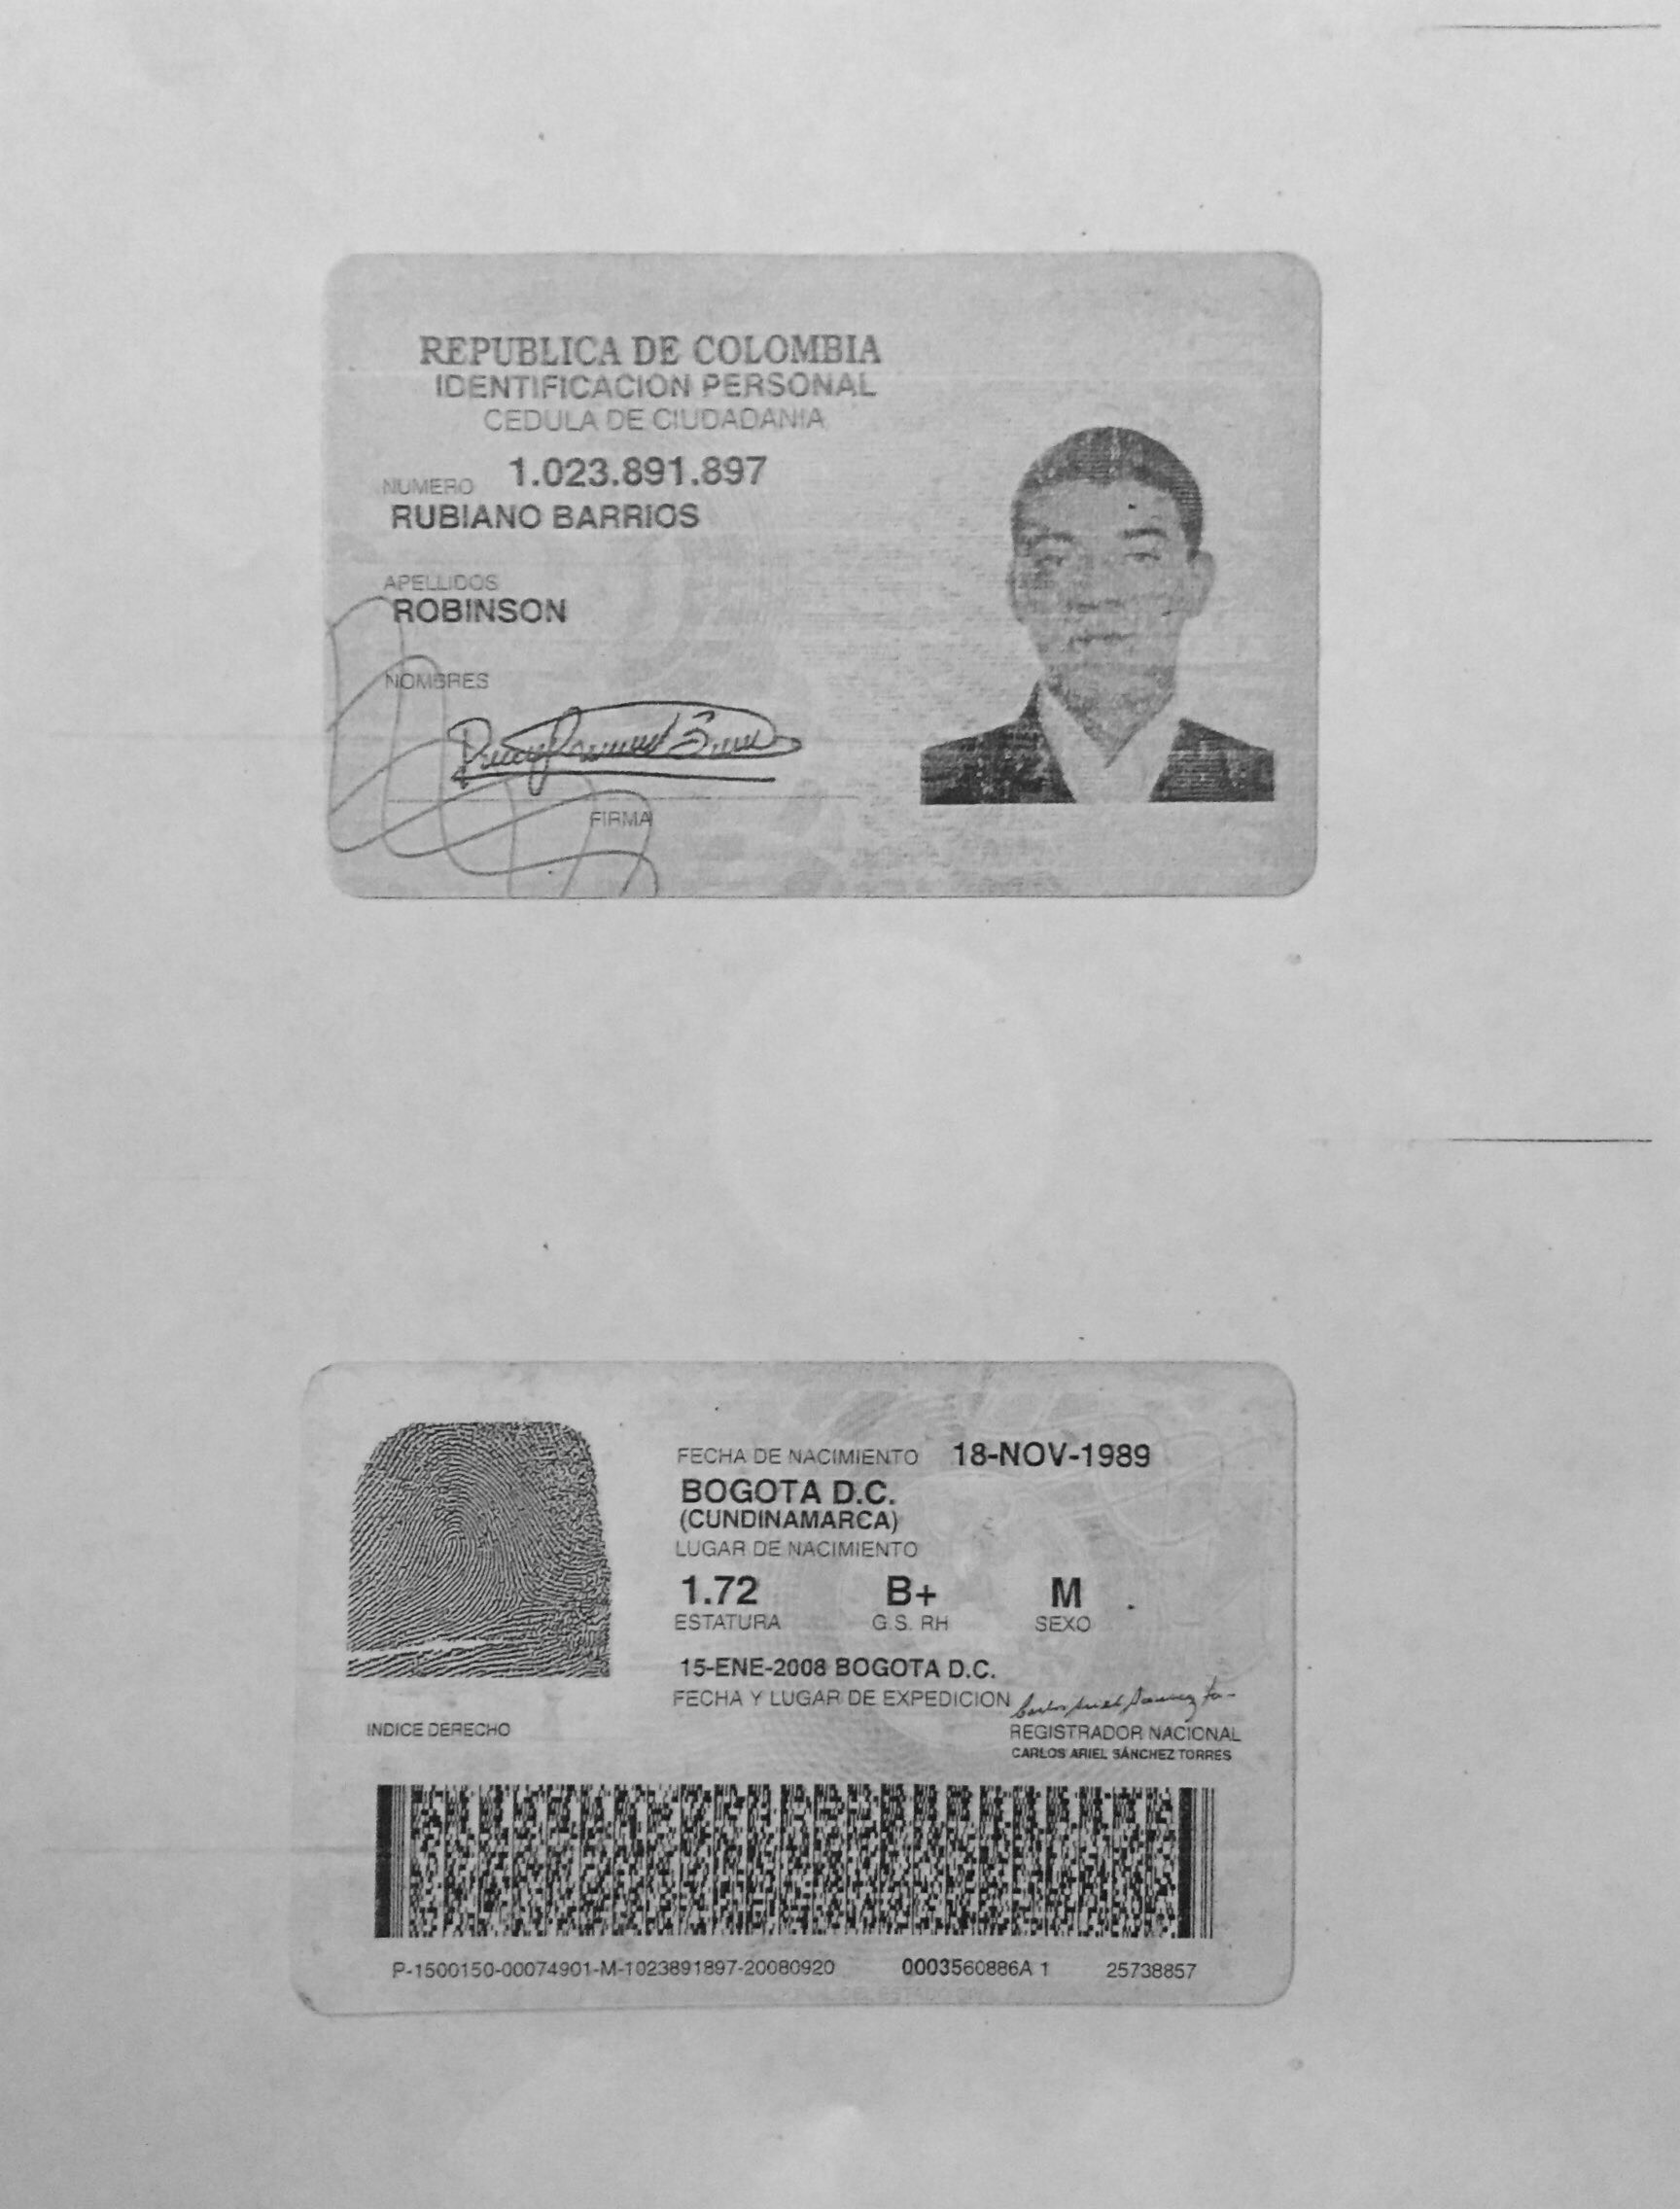 REPUBLICA DE COLOMBIA
IDENTIFICACION PERSONAL
CEDULA DE CIUDADANIA
NUMERO 1.023.891.897
RUBIANO BARRIOS
APELLIDOS
ROBINSON
NOMBRES
FIRMA
FECHA DE NACIMIENTO 18-NOV-1989
BOGOTA D.C.
(CUNDINAMARCA)
LUGAR DE NACIMIENTO
1.72 B+ M
ESTATURA G.S. RH SEXO
15-ENE-2008 BOGOTA D.C.
FECHA Y LUGAR DE EXPEDICION
INDICE DERECHO
REGISTRADOR NACIONAL
CARLOS ARIEL SÁNCHEZ TORRES
P-1500150-00074901-M-1023891897-20080920 0003560886A 1 25738857